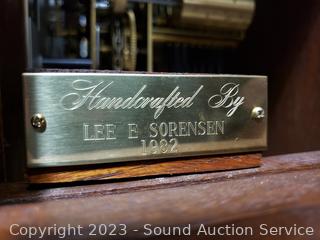 Handcrafted By
LEE E SORENSEN
1982
Copyright 2023 - Sound Auction Service